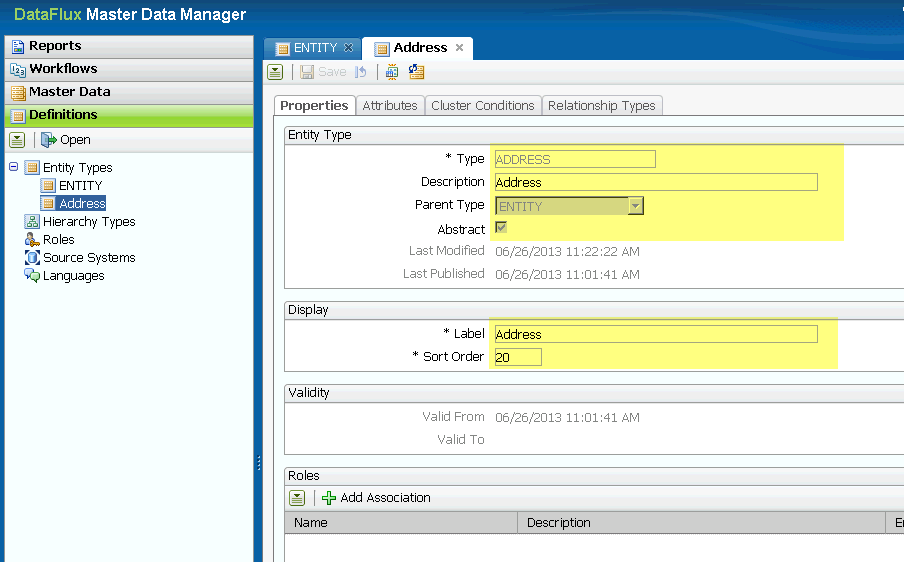 DataFlux Master Data Manager
Reports
Workflows
Master Data
Definitions
Open
Entity Types
ENTITY
Address
Hierarchy Types
Roles
Source Systems
Languages
ENTITY Address
Save
Properties Attributes Cluster Conditions Relationship Types
Entity Type
* Type ADDRESS
Description Address
Parent Type ENTITY
Abstract
Last Modified 06/26/2013 11:22:22 AM
Last Published 06/26/2013 11:01:41 AM
Display
* Label Address
* Sort Order 20
Validity
Valid From 06/26/2013 11:01:41 AM
Valid To
Roles
Add Association
Name Description